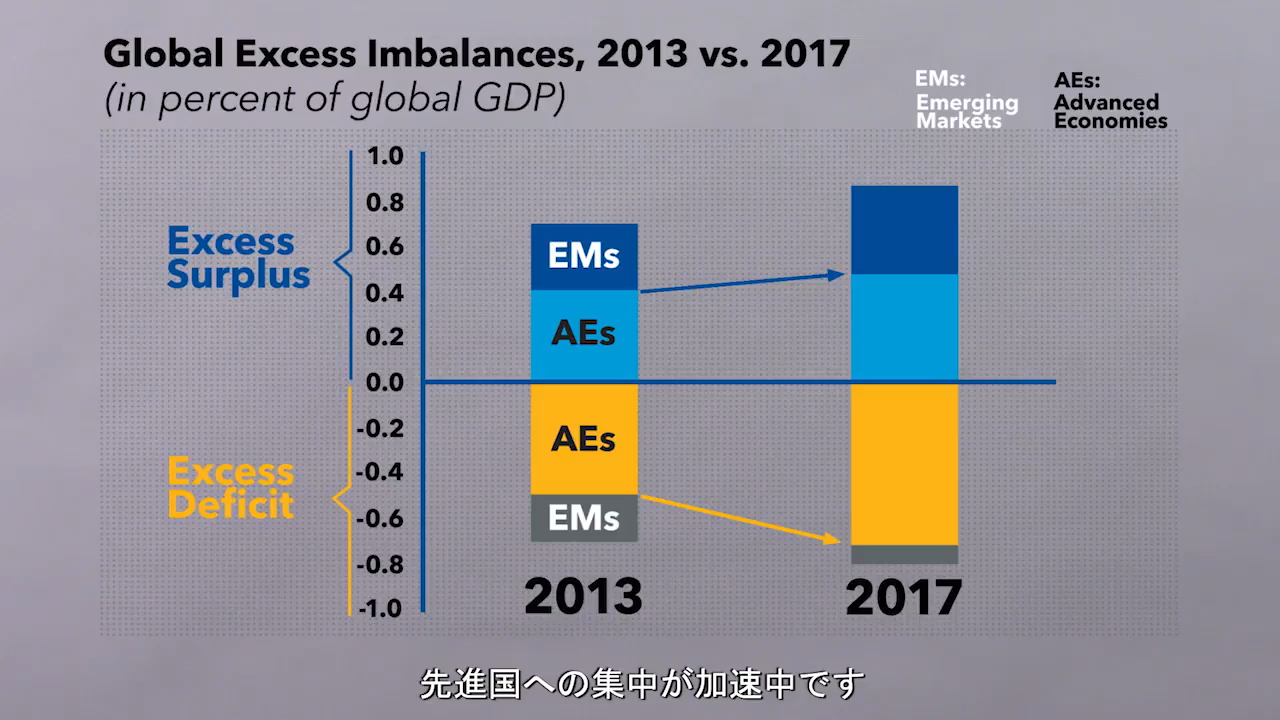 Global Excess Imbalances, 2013 vs. 2017
(in percent of global GDP)
EMs:
Emerging
Markets
AEs:
Advanced
Economies
1.0
0.8
0.6
0.4
0.2
0.0
-0.2
-0.4
-0.6
-0.8
-1.0
Excess
Surplus
Excess
Deficit
EMs
AEs
AEs
EMs
2013
2017
先進国への集中が加速中です